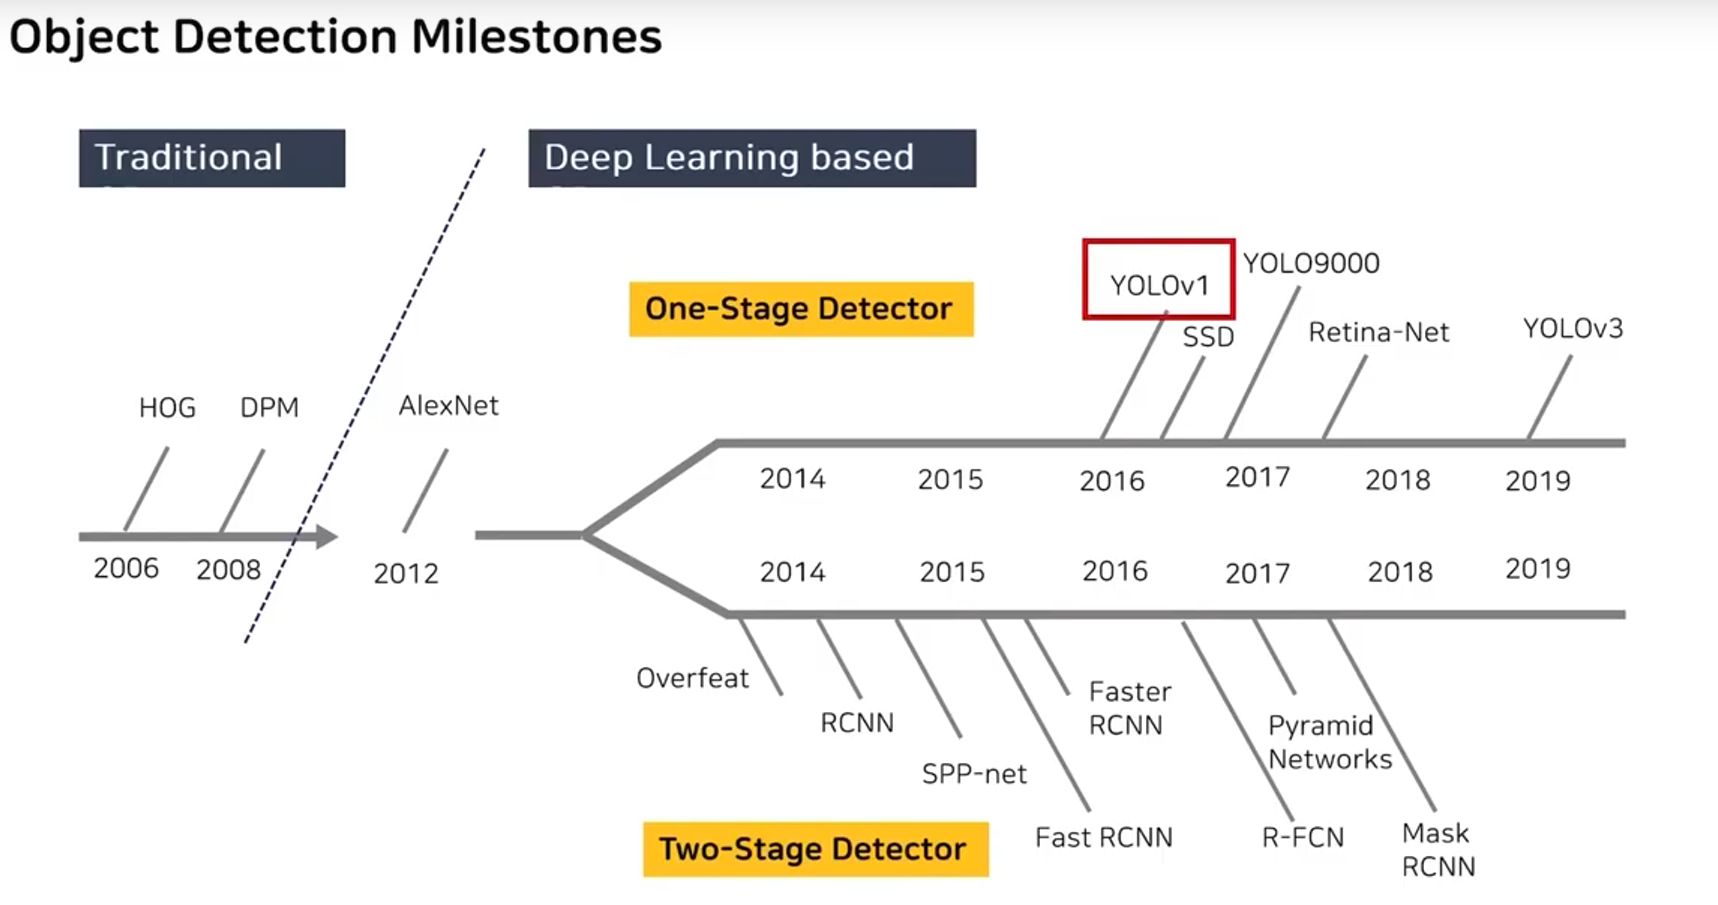 Object Detection Milestones
Traditional
Deep Learning based
One-Stage Detector
YOLOv1
YOLO9000
SSD
Retina-Net
YOLOv3
HOG
DPM
AlexNet
2014 2015 2016 2017 2018 2019
2006 2008 2012
2014 2015 2016 2017 2018 2019
Overfeat
RCNN
SPP-net
Fast RCNN
Faster
RCNN
Pyramid
Networks
R-FCN
Mask
RCNN
Two-Stage Detector